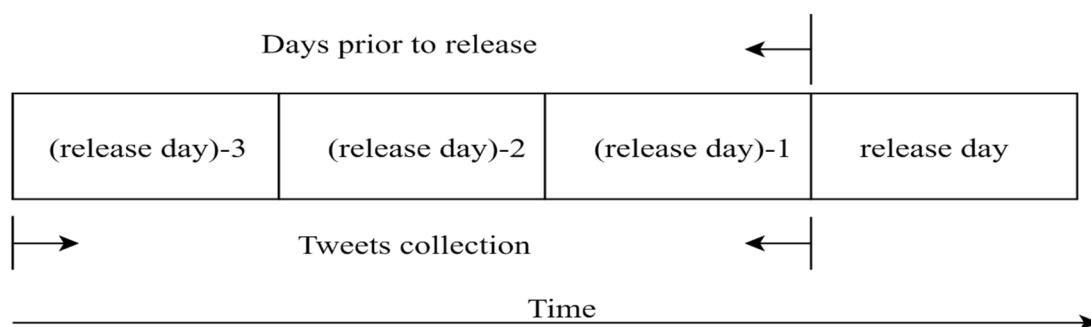 Days prior to release
(release day)-3
(release day)-2
(release day)-1
release day
Tweets collection
Time